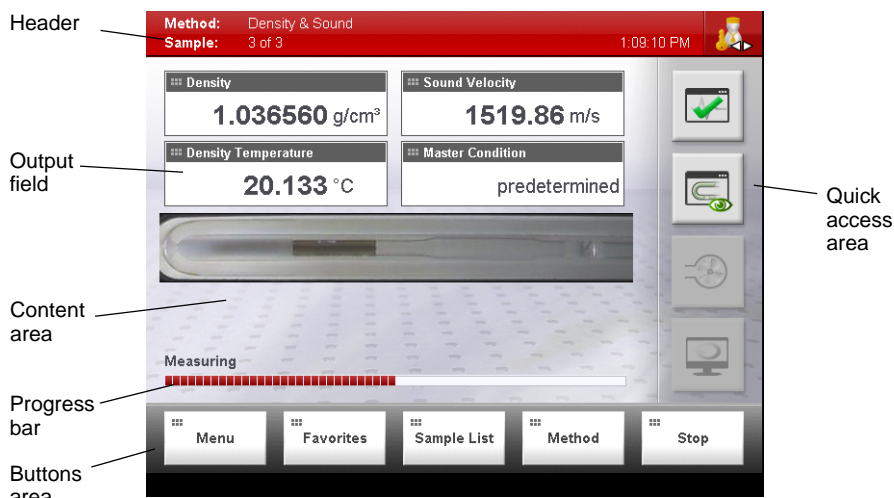 Header
Method: Density & Sound
Sample: 3 of 3
1:09:10 PM
Density
1.036560 g/cm³
Sound Velocity
1519.86 m/s
Output
field
Density Temperature
20.133 °C
Master Condition
predetermined
Quick
access
area
Content
area
Measuring
Progress
bar
Menu
Favorites
Sample List
Method
Stop
Buttons
area